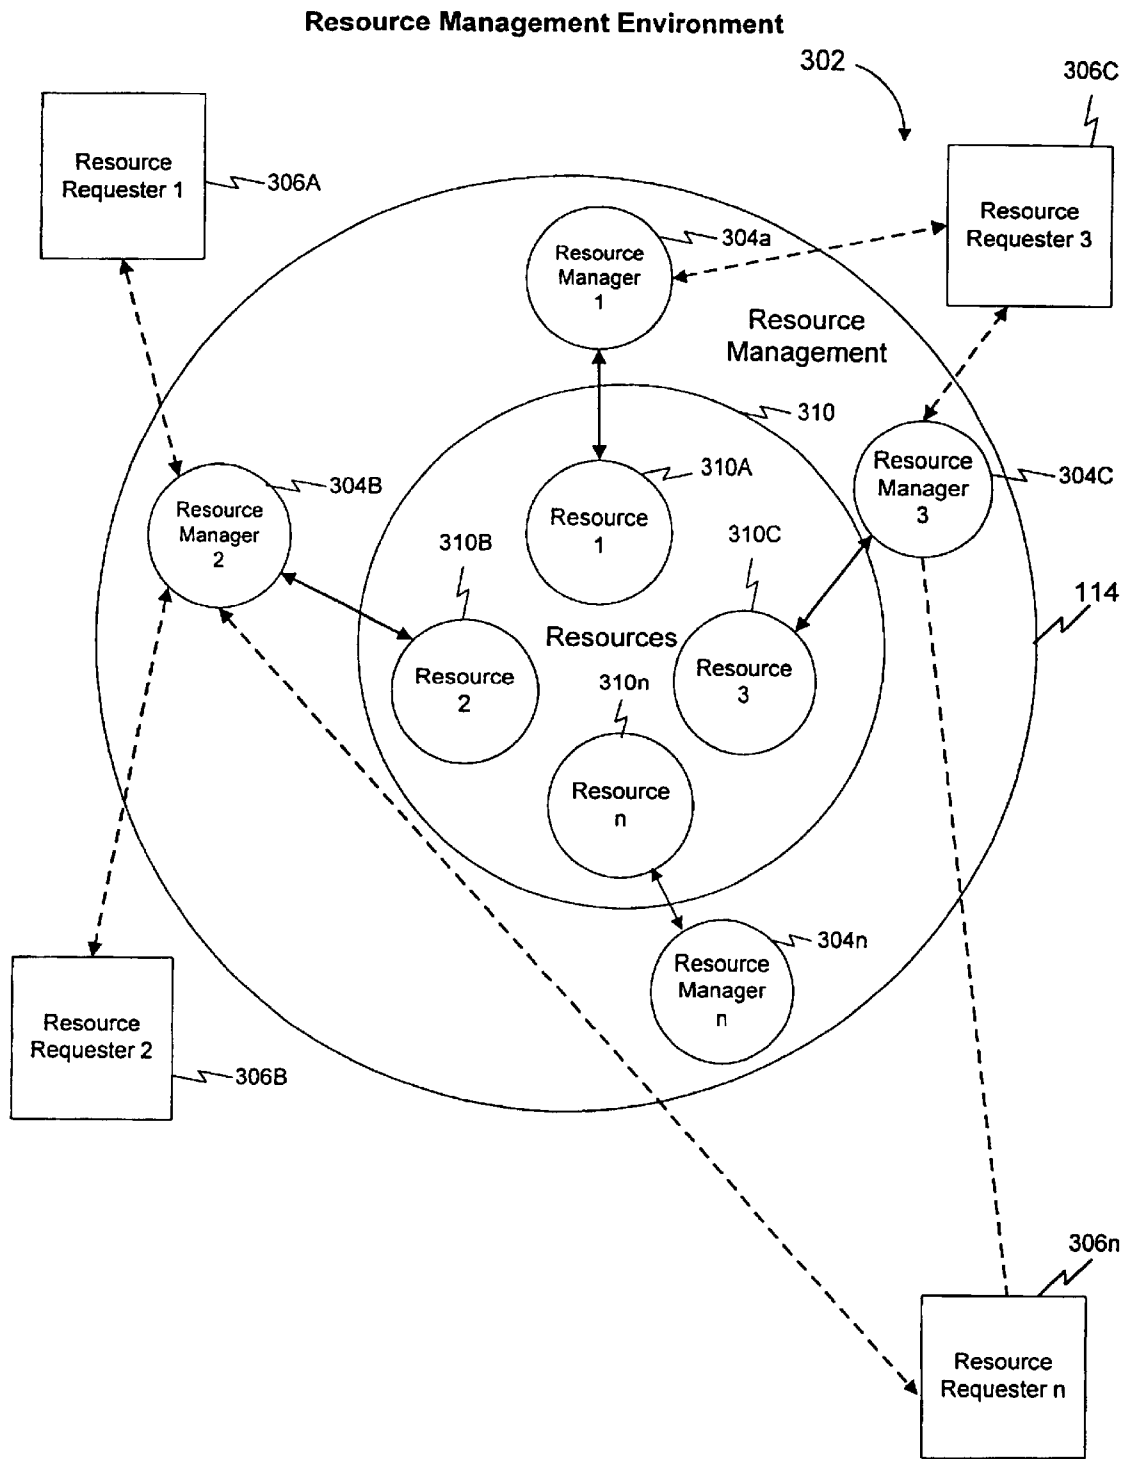 Resource Management Environment
302
306C
Resource
Requester 1
306A
Resource
Requester 3
304a
Resource
Manager
1
Resource
Management
310
310A
Resource
Manager
3
304C
304B
Resource
Manager
2
Resource
1
310B
310C
114
Resources
Resource
2
Resource
3
310n
Resource
n
304n
Resource
Manager
n
Resource
Requester 2
306B
306n
Resource
Requester n